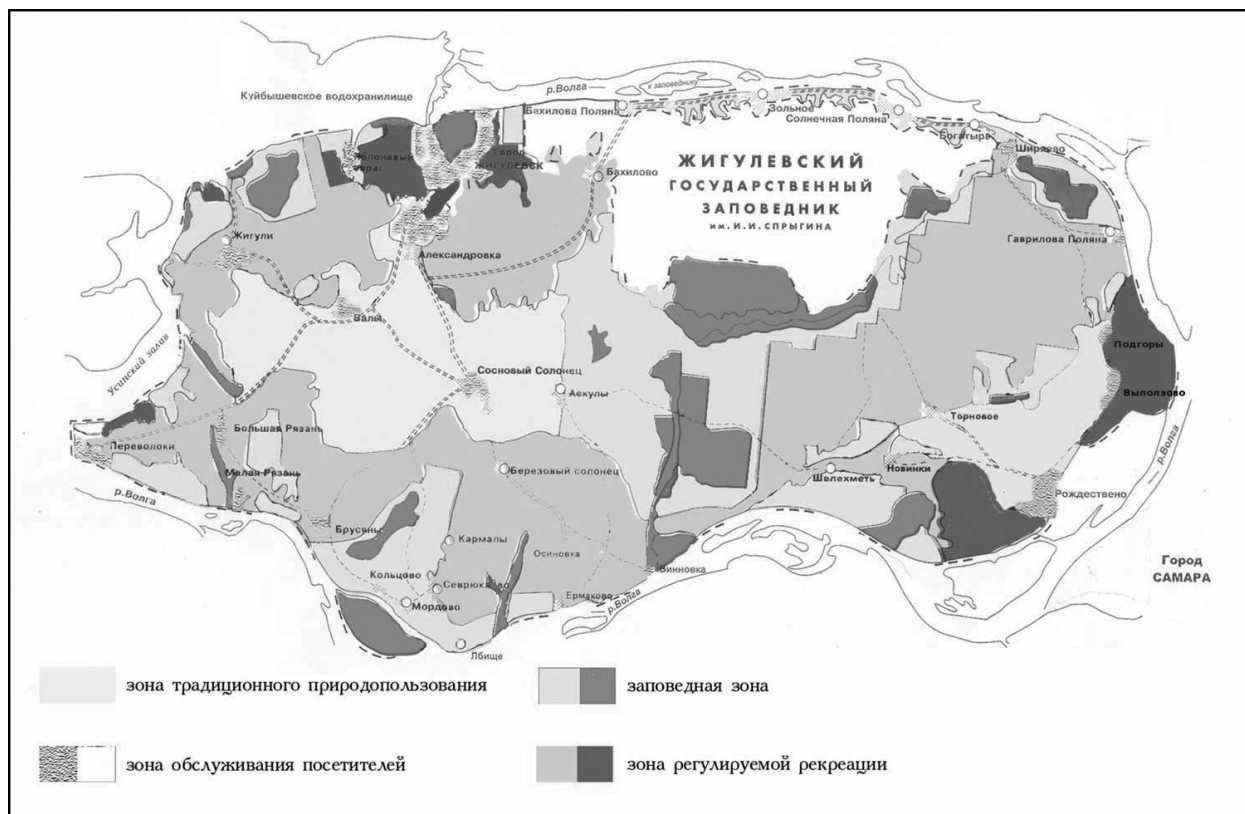 р.Волга
к заповеднику
Куйбышевское водохранилище
Бахилова Поляна
Зольное
Солнечная Поляна
Богатырь
Ширяево
Город
ЖИГУЛЕВСК
ЖИГУЛЕВСКИЙ
ГОСУДАРСТВЕННЫЙ
ЗАПОВЕДНИК
им. И.И. СПРЫГИНА
Бахилово
Жигули
Александровка
Гаврилова Поляна
Валы
Усинский залив
Подгоры
Выползово
Сосновый Солонец
Аскулы
Торновое
Большая Рязань
Переволоки
Малая Рязань
Березовый солонец
Шелехметь
Новинки
Рождествено
р.Волга
р.Волга
Брусяны
Кармалы
Осиновка
Винновка
Кольцово
Мордово
Ермаково
р.Волга
Лбище
Город
САМАРА
зона традиционного природопользования
заповедная зона
зона обслуживания посетителей
зона регулируемой рекреации